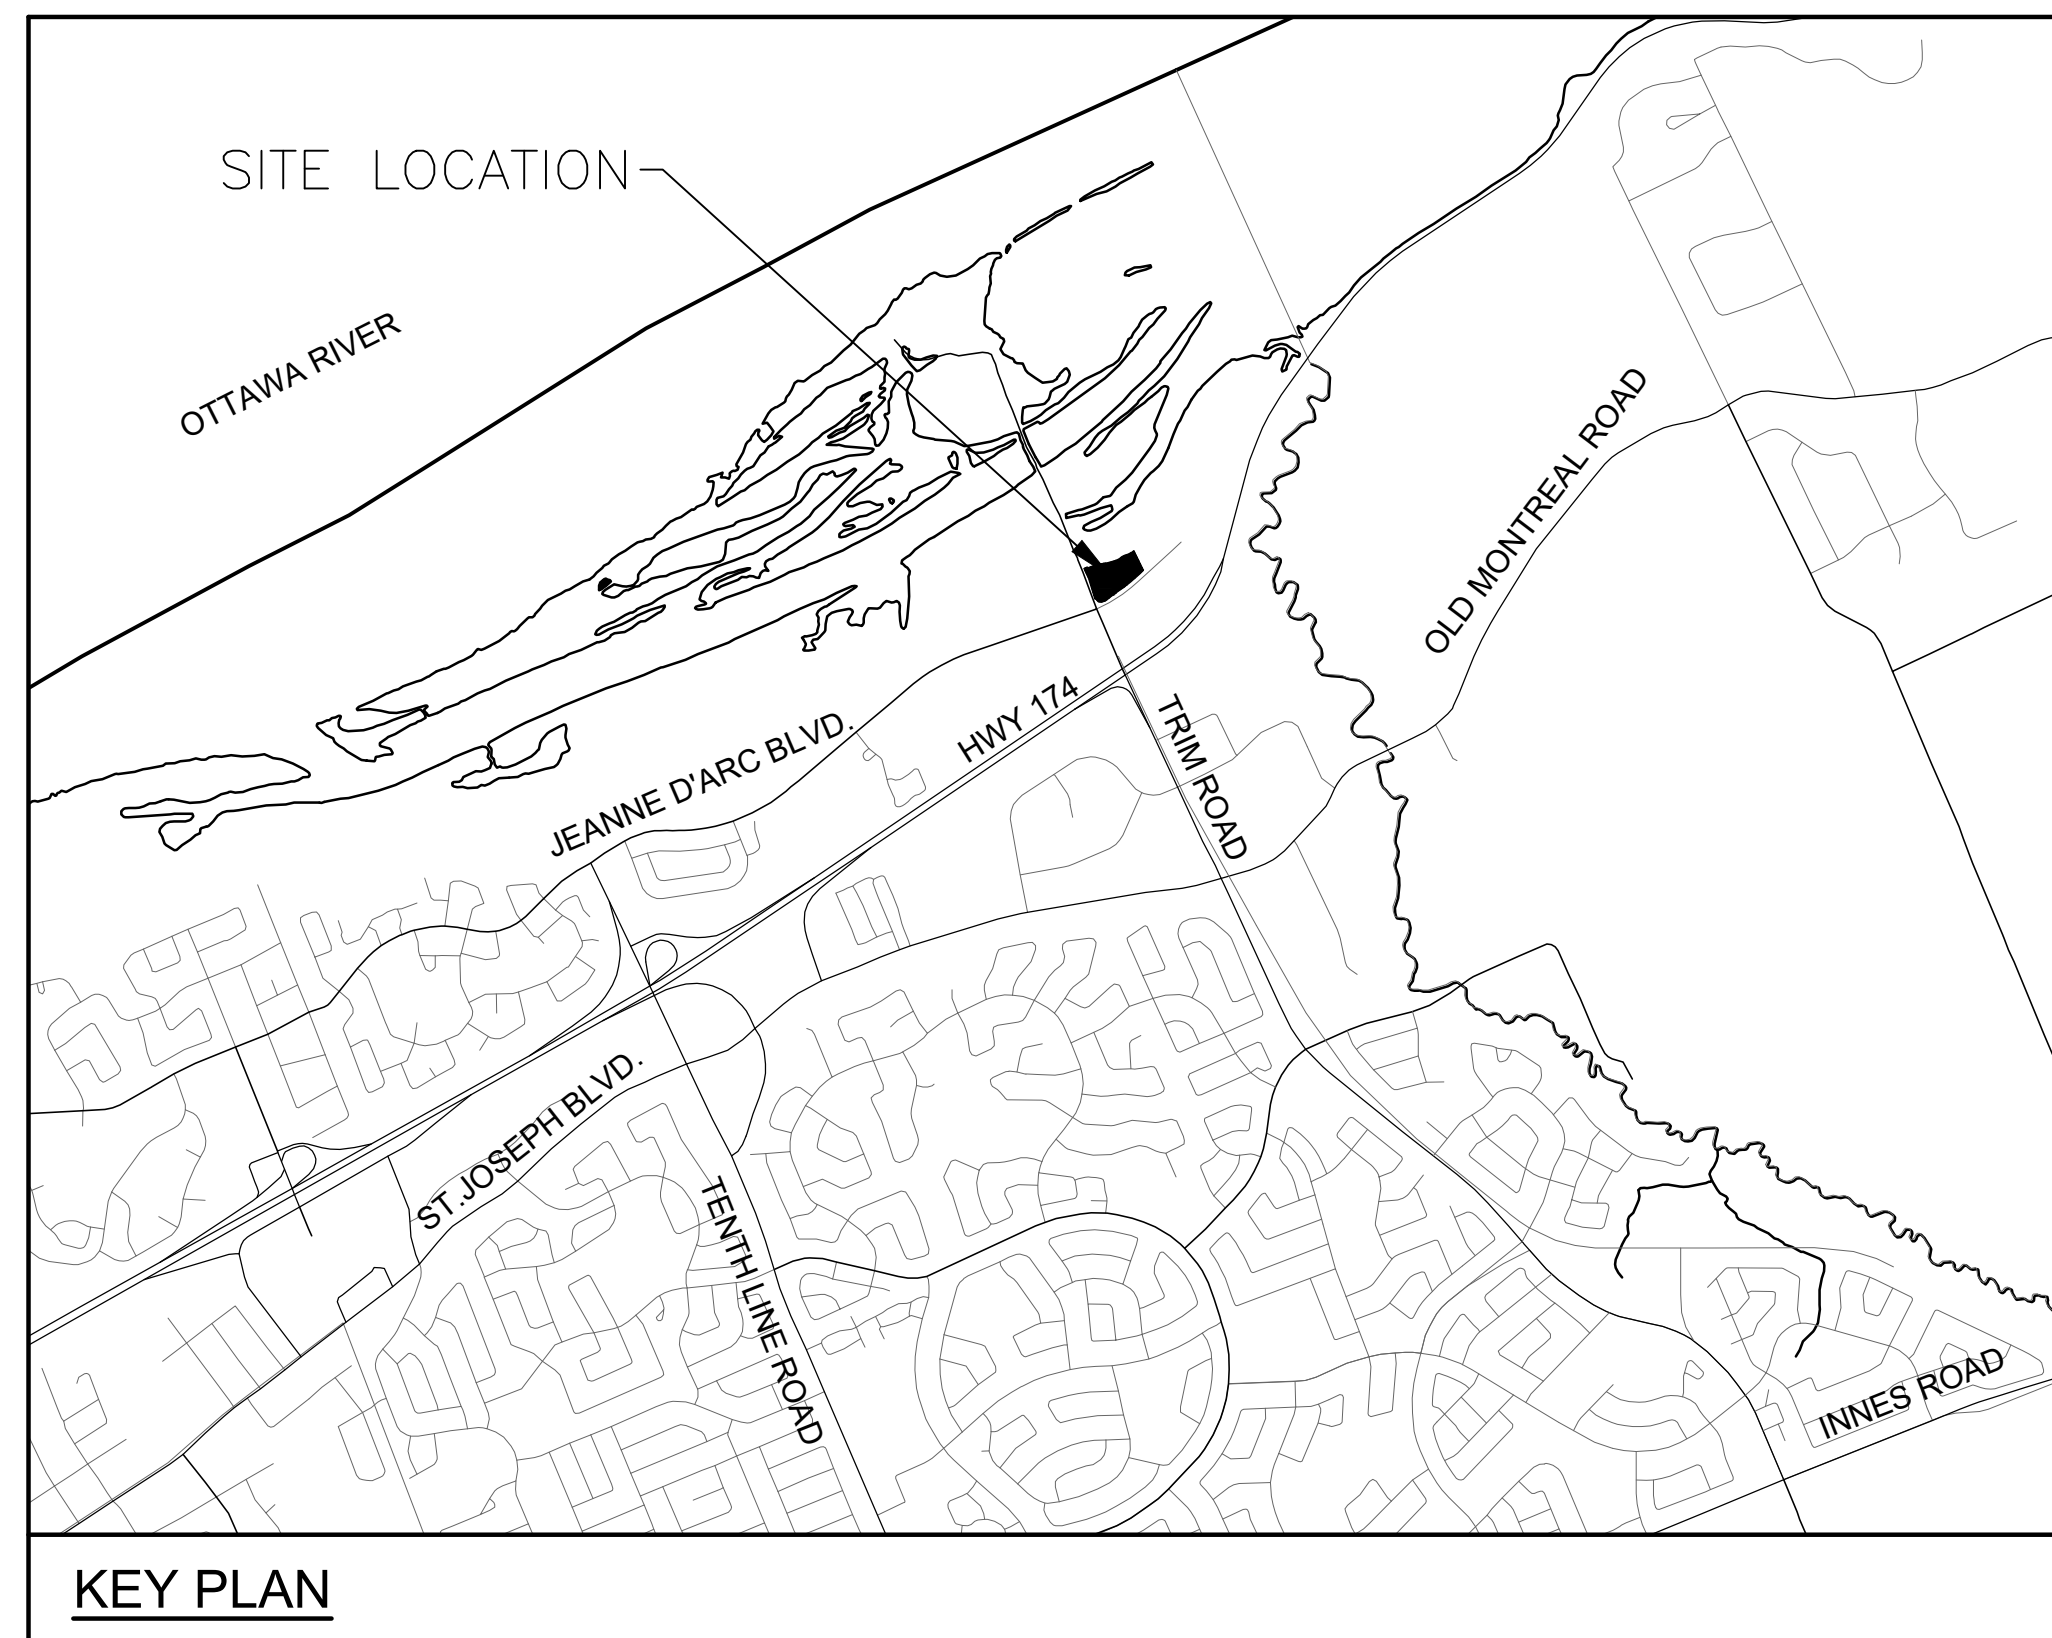 SITE LOCATION
OTTAWA RIVER
OLD MONTREAL ROAD
HWY 174
JEANNE D'ARC BLVD.
TRIM ROAD
ST.JOSEPH BLVD.
TENTH LINE ROAD
INNES ROAD
KEY PLAN